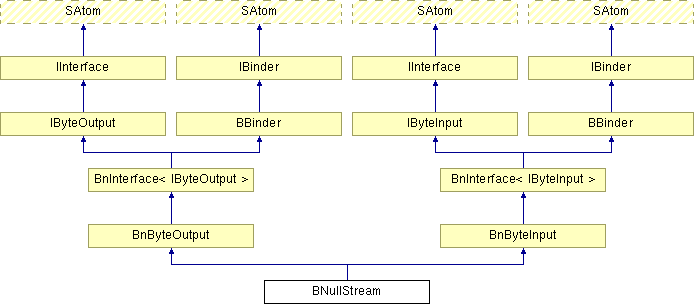 SAtom SAtom SAtom SAtom
IInterface IBinder IInterface IBinder
IByteOutput BBinder IByteInput BBinder
BnInterface< IByteOutput > BnInterface< IByteInput >
BnByteOutput BnByteInput
BNullStream